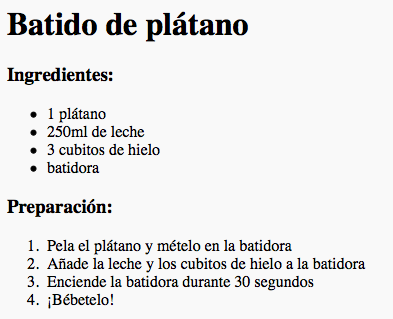 Batido de plátano
Ingredientes:
• 1 plátano
• 250ml de leche
• 3 cubitos de hielo
• batidora
Preparación:
1. Pela el plátano y mételo en la batidora
2. Añade la leche y los cubitos de hielo a la batidora
3. Enciende la batidora durante 30 segundos
4. ¡Bébetelo!